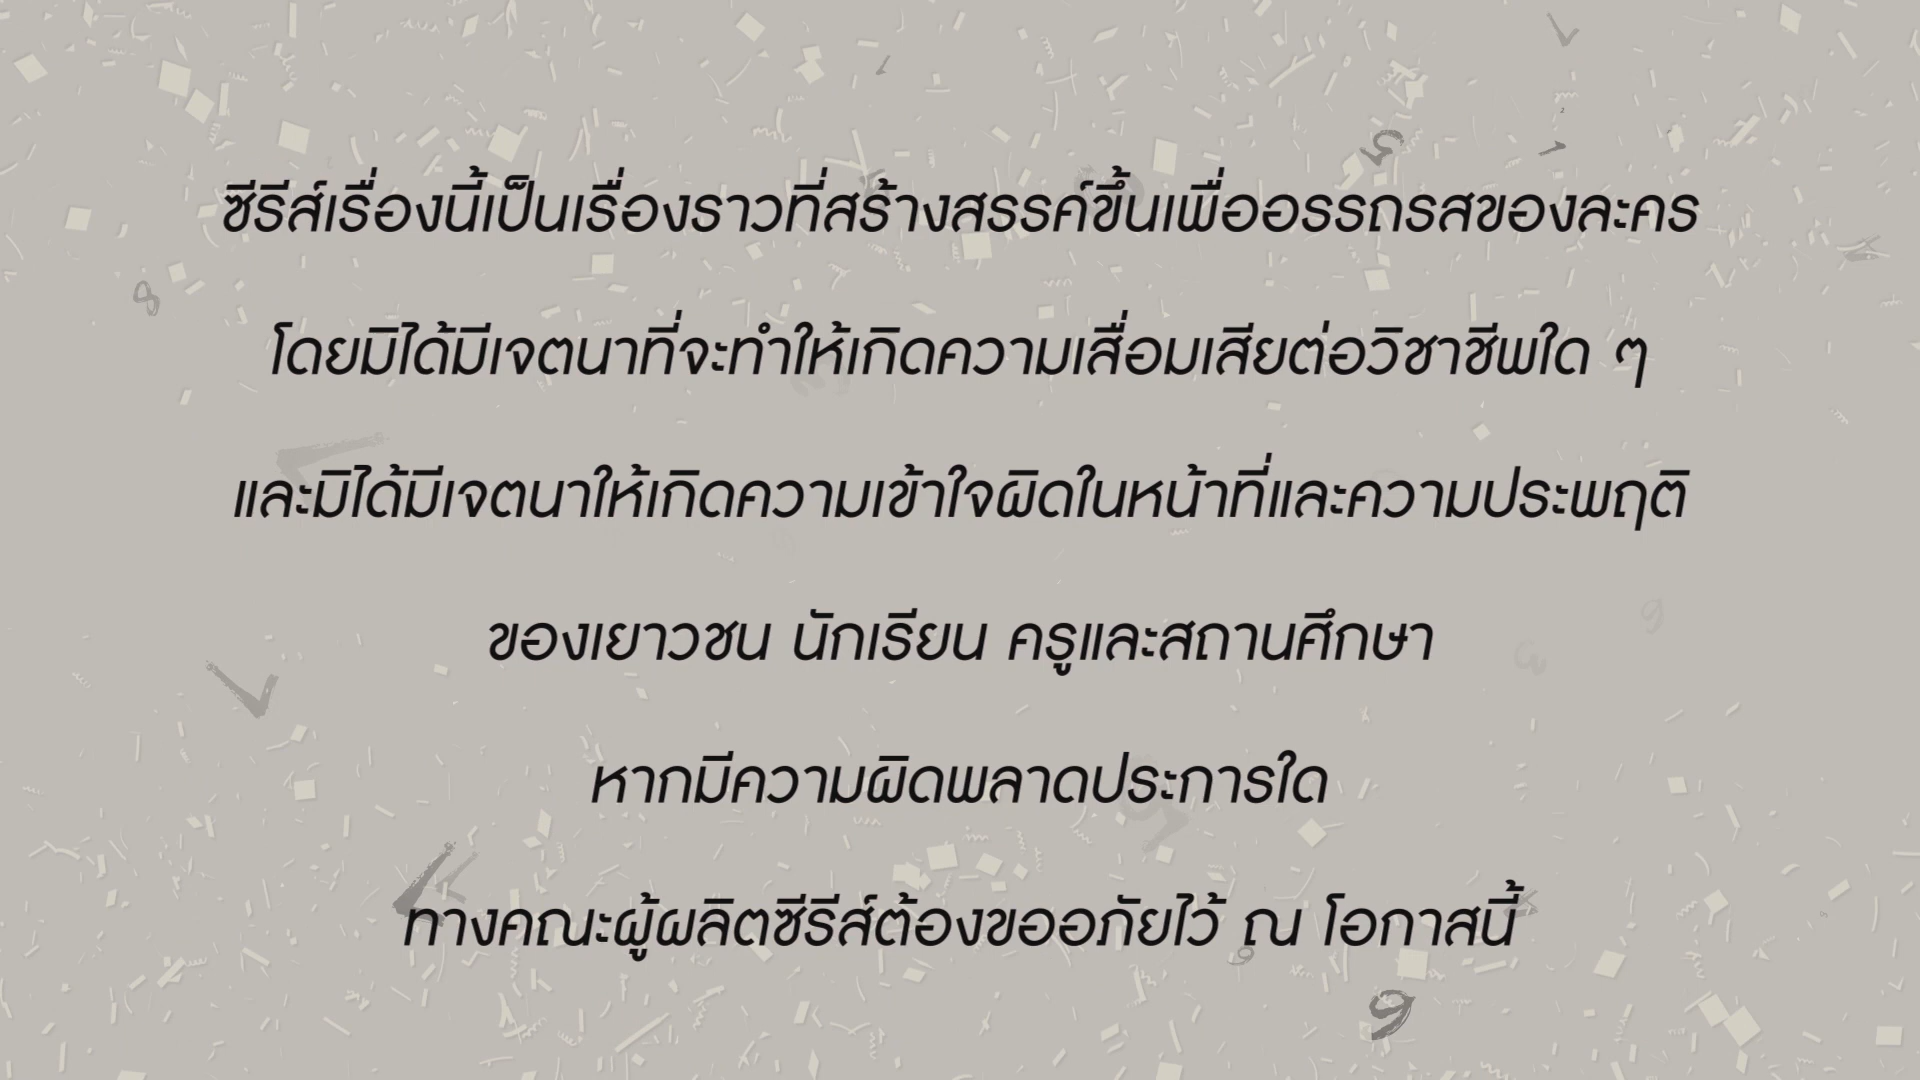 ซีรีส์เรื่องนี้เป็นเรื่องราวที่สร้างสรรค์ขึ้นเพื่ออรรถรสของละคร
โดยมิได้มีเจตนาที่จะทำให้เกิดความเสื่อมเสียต่อวิชาชีพใด ๆ
และมิได้มีเจตนาให้เกิดความเข้าใจผิดในหน้าที่และความประพฤติ
ของเยาวชน นักเรียน ครูและสถานศึกษา
หากมีความผิดพลาดประการใด
ทางคณะผู้ผลิตซีรีส์ต้องขออภัยไว้ ณ โอกาสนี้